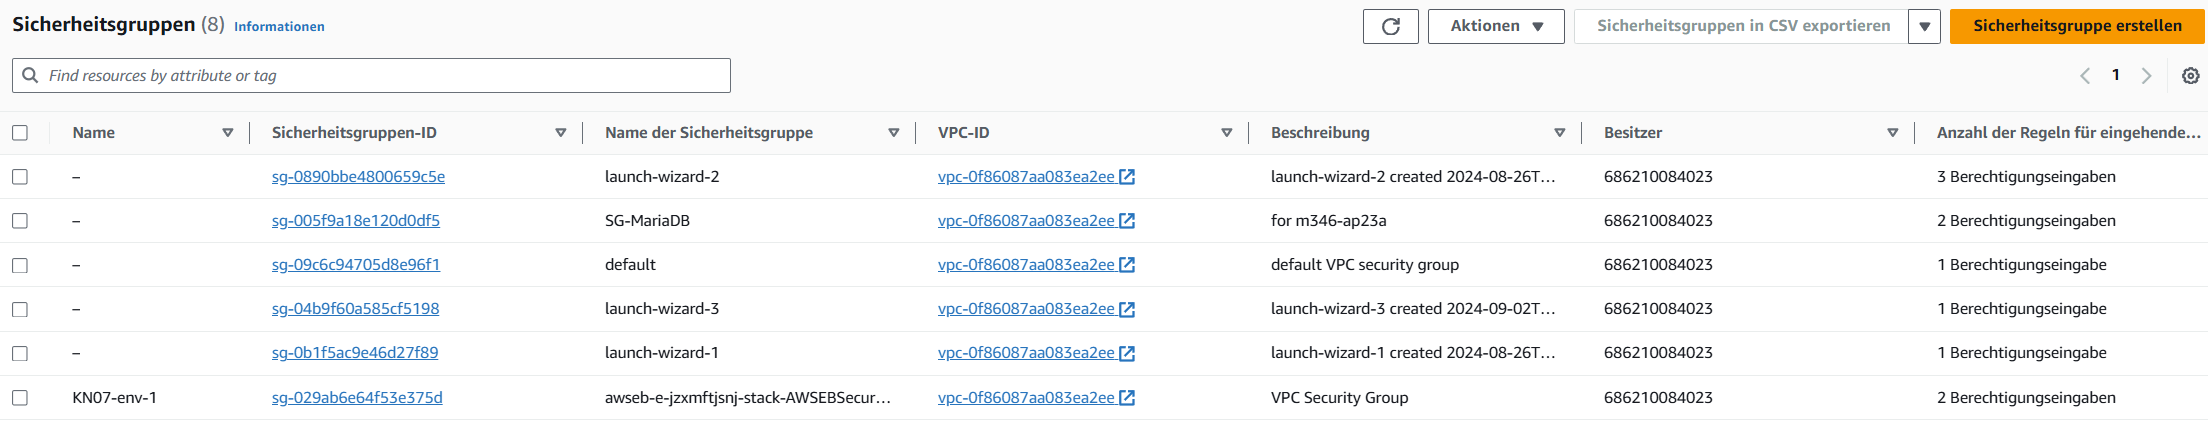 Sicherheitsgruppen (8) Informationen
Aktionen
Sicherheitsgruppen in CSV exportieren
Sicherheitsgruppe erstellen
Find resources by attribute or tag
1
Name Sicherheitsgruppen-ID Name der Sicherheitsgruppe VPC-ID Beschreibung Besitzer Anzahl der Regeln für eingehende...
– sg-0890bbe4800659c5e launch-wizard-2 vpc-0f86087aa083ea2ee launch-wizard-2 created 2024-08-26T... 686210084023 3 Berechtigungseingaben
– sg-005f9a18e120d0df5 SG-MariaDB vpc-0f86087aa083ea2ee for m346-ap23a 686210084023 2 Berechtigungseingaben
– sg-09c6c94705d8e96f1 default vpc-0f86087aa083ea2ee default VPC security group 686210084023 1 Berechtigungseingabe
– sg-04b9f60a585cf5198 launch-wizard-3 vpc-0f86087aa083ea2ee launch-wizard-3 created 2024-09-02T... 686210084023 1 Berechtigungseingabe
– sg-0b1f5ac9e46d27f89 launch-wizard-1 vpc-0f86087aa083ea2ee launch-wizard-1 created 2024-08-26T... 686210084023 1 Berechtigungseingabe
KN07-env-1 sg-029ab6e64f53e375d awseb-e-jzxmftjsnj-stack-AWSEBSecur... vpc-0f86087aa083ea2ee VPC Security Group 686210084023 2 Berechtigungseingaben